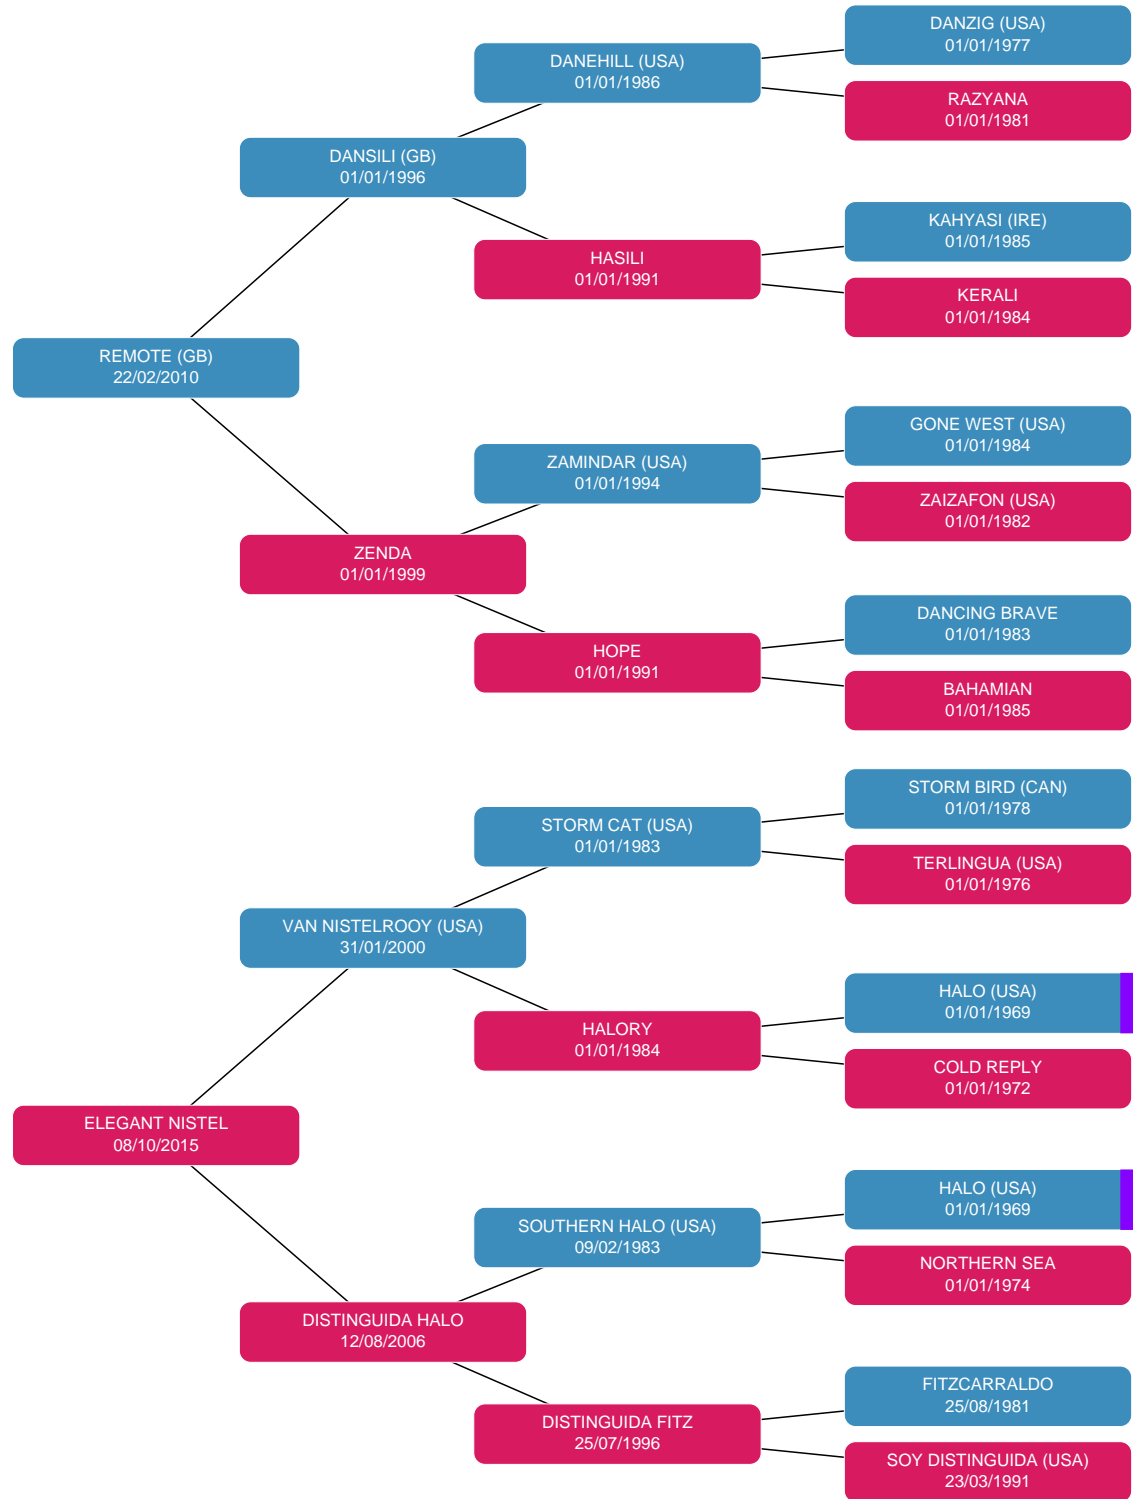 DANZIG (USA)
01/01/1977
DANEHILL (USA)
01/01/1986
RAZYANA
01/01/1981
DANSILI (GB)
01/01/1996
KAHYASI (IRE)
01/01/1985
HASILI
01/01/1991
KERALI
01/01/1984
REMOTE (GB)
22/02/2010
GONE WEST (USA)
01/01/1984
ZAMINDAR (USA)
01/01/1994
ZAIZAFON (USA)
01/01/1982
ZENDA
01/01/1999
DANCING BRAVE
01/01/1983
HOPE
01/01/1991
BAHAMIAN
01/01/1985
STORM BIRD (CAN)
01/01/1978
STORM CAT (USA)
01/01/1983
TERLINGUA (USA)
01/01/1976
VAN NISTELROOY (USA)
31/01/2000
HALO (USA)
01/01/1969
HALORY
01/01/1984
COLD REPLY
01/01/1972
ELEGANT NISTEL
08/10/2015
HALO (USA)
01/01/1969
SOUTHERN HALO (USA)
09/02/1983
NORTHERN SEA
01/01/1974
DISTINGUIDA HALO
12/08/2006
FITZCARRALDO
25/08/1981
DISTINGUIDA FITZ
25/07/1996
SOY DISTINGUIDA (USA)
23/03/1991